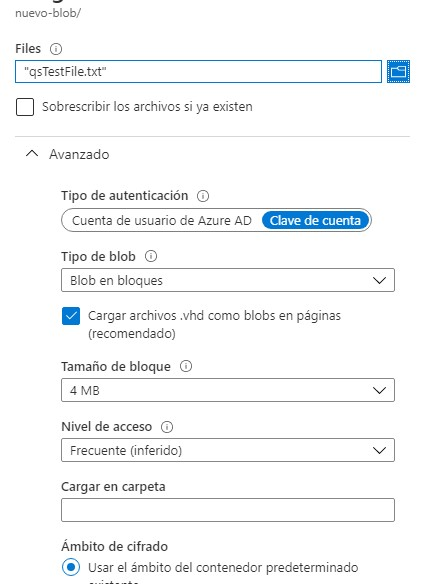 nuevo-blob/
Files
"qsTestFile.txt"
Sobrescribir los archivos si ya existen
Avanzado
Tipo de autenticación
Cuenta de usuario de Azure AD Clave de cuenta
Tipo de blob
Blob en bloques
Cargar archivos .vhd como blobs en páginas
(recomendado)
Tamaño de bloque
4 MB
Nivel de acceso
Frecuente (inferido)
Cargar en carpeta
Ámbito de cifrado
Usar el ámbito del contenedor predeterminado